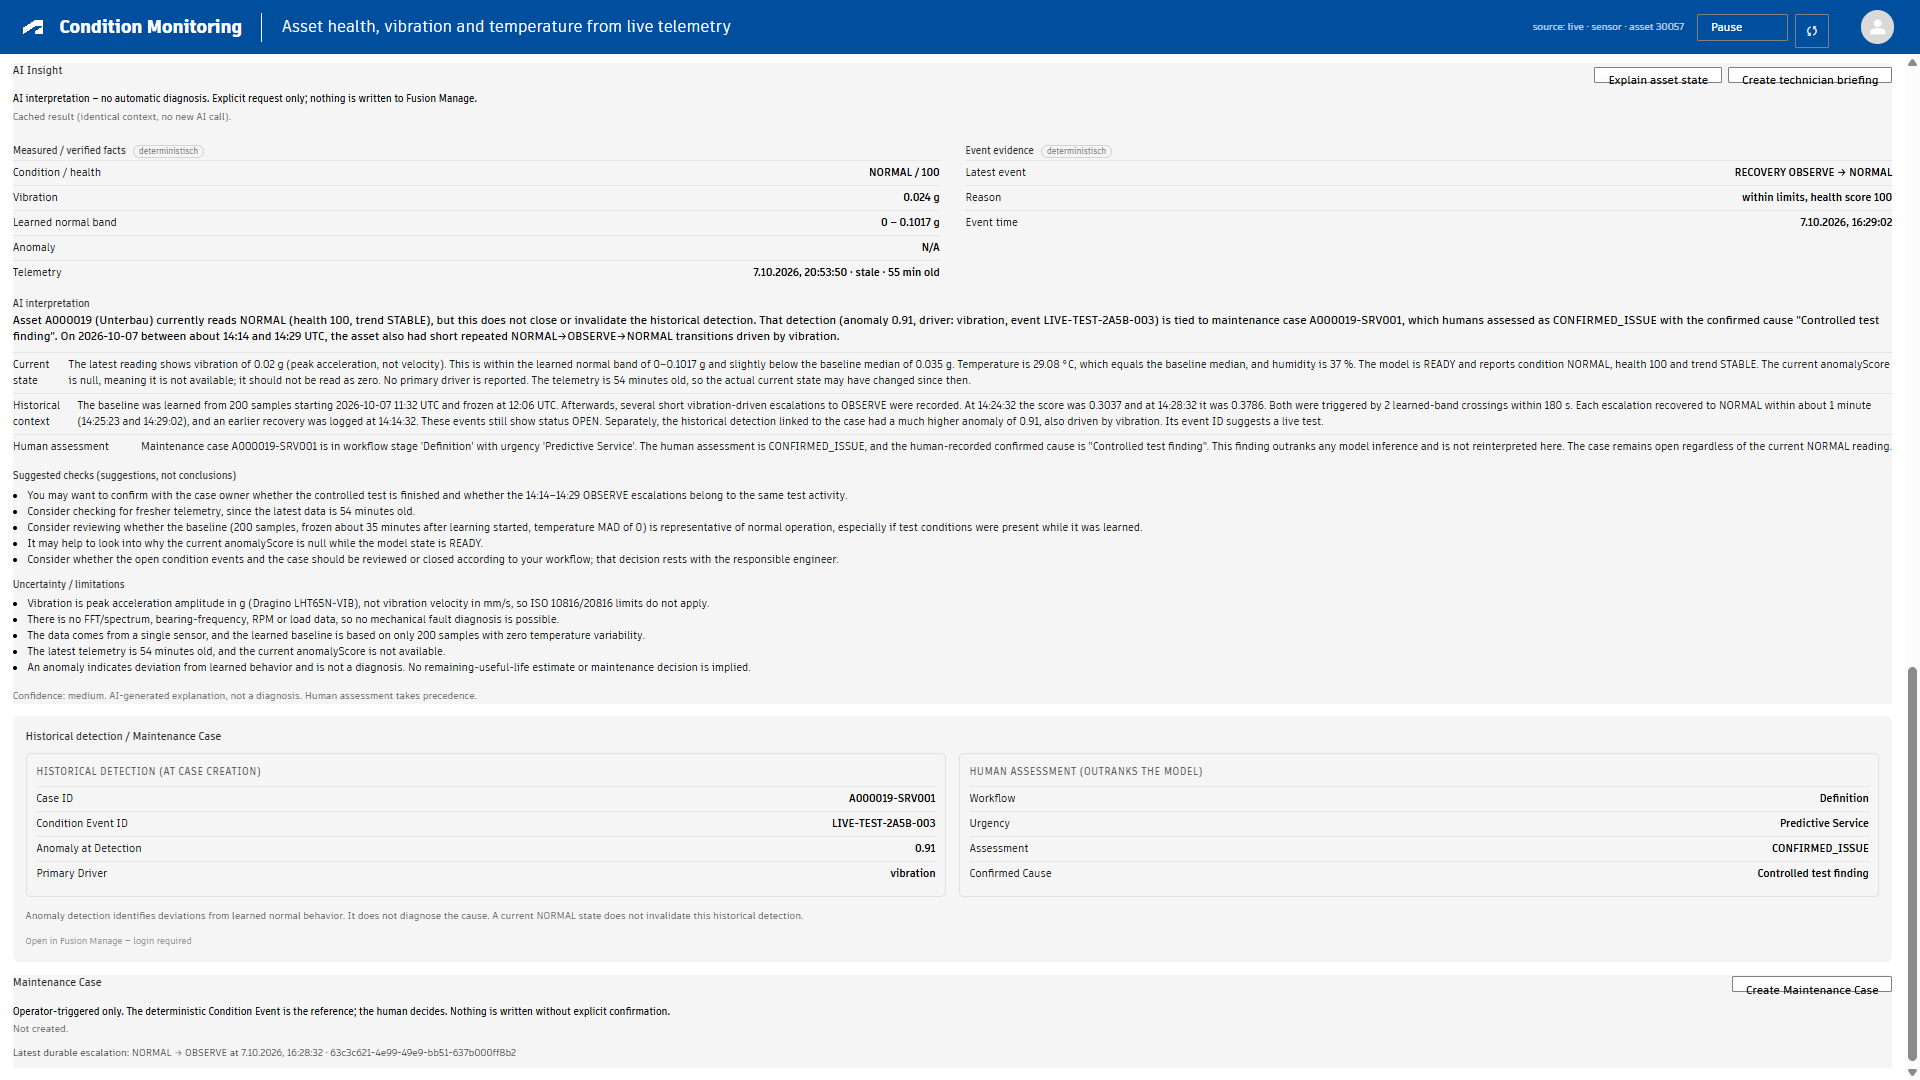 Condition Monitoring
Asset health, vibration and temperature from live telemetry
source: live · sensor · asset 30057
Pause
AI Insight
Explain asset state
Create technician briefing
AI interpretation – no automatic diagnosis. Explicit request only; nothing is written to Fusion Manage.
Cached result (identical context, no new AI call).
Measured / verified facts deterministisch
Condition / health NORMAL / 100
Vibration 0.024 g
Learned normal band 0 – 0.1017 g
Anomaly N/A
Telemetry 7.10.2026, 20:53:50 · stale · 55 min old
Event evidence deterministisch
Latest event RECOVERY OBSERVE → NORMAL
Reason within limits, health score 100
Event time 7.10.2026, 16:29:02
AI interpretation
Asset A000019 (Unterbau) currently reads NORMAL (health 100, trend STABLE), but this does not close or invalidate the historical detection. That detection (anomaly 0.91, driver: vibration, event LIVE-TEST-2A5B-003) is tied to maintenance case A000019-SRV001, which humans assessed as CONFIRMED_ISSUE with the confirmed cause "Controlled test
finding". On 2026-10-07 between about 14:14 and 14:29 UTC, the asset also had short repeated NORMAL→OBSERVE→NORMAL transitions driven by vibration.
Current
state
The latest reading shows vibration of 0.02 g (peak acceleration, not velocity). This is within the learned normal band of 0–0.1017 g and slightly below the baseline median of 0.035 g. Temperature is 29.08 °C, which equals the baseline median, and humidity is 37 %. The model is READY and reports condition NORMAL, health 100 and trend STABLE. The current anomalyScore
is null, meaning it is not available; it should not be read as zero. No primary driver is reported. The telemetry is 54 minutes old, so the actual current state may have changed since then.
Historical
context
The baseline was learned from 200 samples starting 2026-10-07 11:32 UTC and frozen at 12:06 UTC. Afterwards, several short vibration-driven escalations to OBSERVE were recorded. At 14:24:32 the score was 0.3037 and at 14:28:32 it was 0.3786. Both were triggered by 2 learned-band crossings within 180 s. Each escalation recovered to NORMAL within about 1 minute
(14:25:23 and 14:29:02), and an earlier recovery was logged at 14:14:32. These events still show status OPEN. Separately, the historical detection linked to the case had a much higher anomaly of 0.91, also driven by vibration. Its event ID suggests a live test.
Human assessment
Maintenance case A000019-SRV001 is in workflow stage 'Definition' with urgency 'Predictive Service'. The human assessment is CONFIRMED_ISSUE, and the human-recorded confirmed cause is "Controlled test finding". This finding outranks any model inference and is not reinterpreted here. The case remains open regardless of the current NORMAL reading.
Suggested checks (suggestions, not conclusions)
• You may want to confirm with the case owner whether the controlled test is finished and whether the 14:14–14:29 OBSERVE escalations belong to the same test activity.
• Consider checking for fresher telemetry, since the latest data is 54 minutes old.
• Consider reviewing whether the baseline (200 samples, frozen about 35 minutes after learning started, temperature MAD of 0) is representative of normal operation, especially if test conditions were present while it was learned.
• It may help to look into why the current anomalyScore is null while the model state is READY.
• Consider whether the open condition events and the case should be reviewed or closed according to your workflow; that decision rests with the responsible engineer.
Uncertainty / limitations
• Vibration is peak acceleration amplitude in g (Dragino LHT65N-VIB), not vibration velocity in mm/s, so ISO 10816/20816 limits do not apply.
• There is no FFT/spectrum, bearing-frequency, RPM or load data, so no mechanical fault diagnosis is possible.
• The data comes from a single sensor, and the learned baseline is based on only 200 samples with zero temperature variability.
• The latest telemetry is 54 minutes old, and the current anomalyScore is not available.
• An anomaly indicates deviation from learned behavior and is not a diagnosis. No remaining-useful-life estimate or maintenance decision is implied.
Confidence: medium. AI-generated explanation, not a diagnosis. Human assessment takes precedence.
Historical detection / Maintenance Case
HISTORICAL DETECTION (AT CASE CREATION)
Case ID A000019-SRV001
Condition Event ID LIVE-TEST-2A5B-003
Anomaly at Detection 0.91
Primary Driver vibration
HUMAN ASSESSMENT (OUTRANKS THE MODEL)
Workflow Definition
Urgency Predictive Service
Assessment CONFIRMED_ISSUE
Confirmed Cause Controlled test finding
Anomaly detection identifies deviations from learned normal behavior. It does not diagnose the cause. A current NORMAL state does not invalidate this historical detection.
Open in Fusion Manage – login required
Maintenance Case
Create Maintenance Case
Operator-triggered only. The deterministic Condition Event is the reference; the human decides. Nothing is written without explicit confirmation.
Not created.
Latest durable escalation: NORMAL → OBSERVE at 7.10.2026, 16:28:32 · 63c3c621-4e99-49e9-bb51-637b000ff8b2